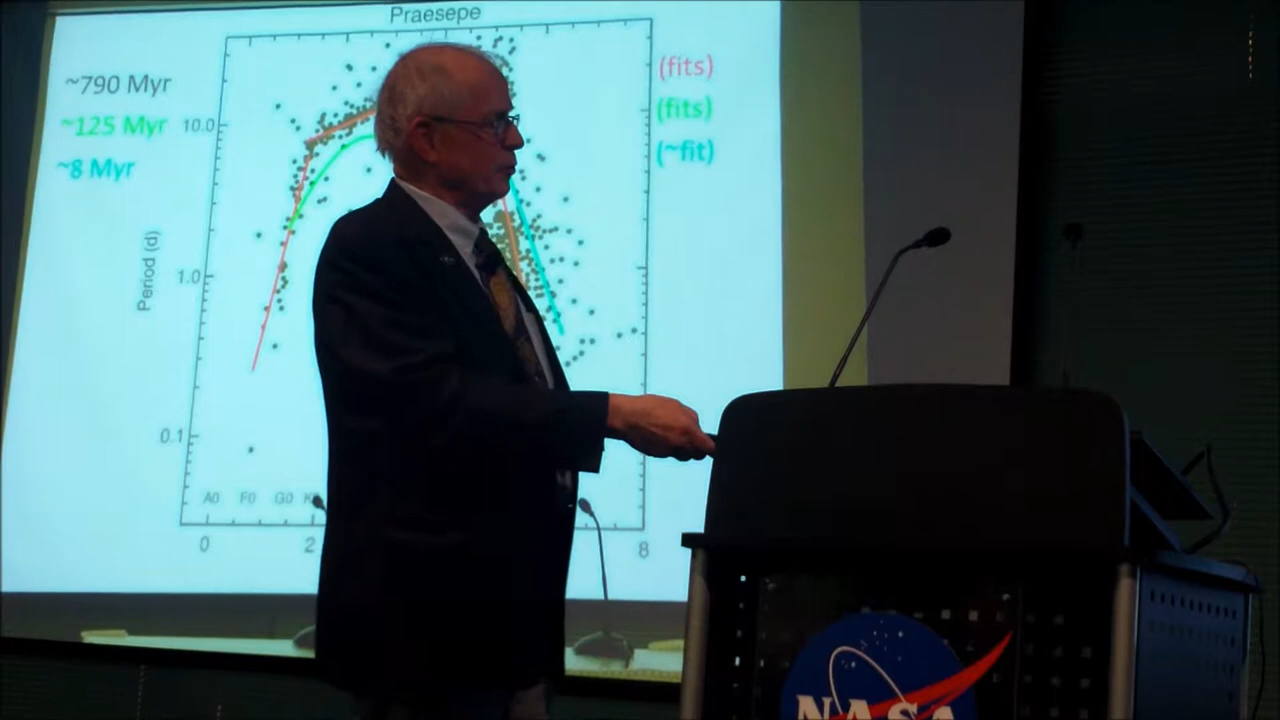 Praesepe
~790 Myr
~125 Myr
~8 Myr
(fits)
(fits)
(~fit)
10.0
1.0
0.1
Period (d)
A0 F0 G0
0 2 8
NASA